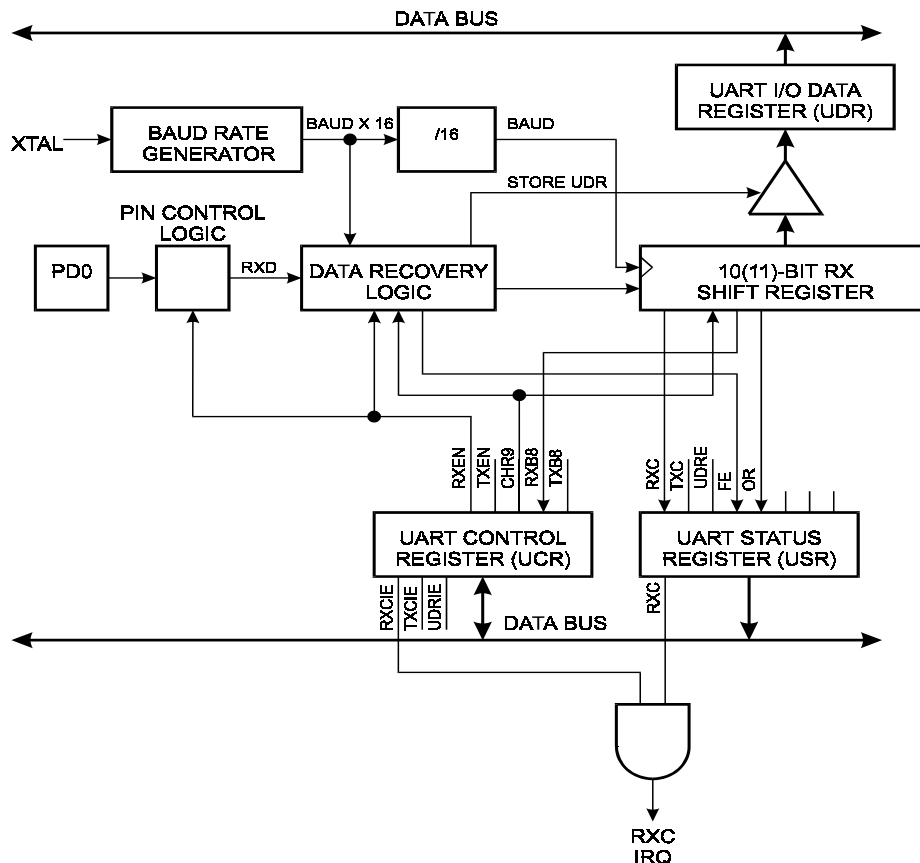 DATA BUS
UART I/O DATA
REGISTER (UDR)
XTAL
BAUD RATE
GENERATOR
BAUD X 16
/16
BAUD
STORE UDR
PIN CONTROL
LOGIC
PD0
RXD
DATA RECOVERY
LOGIC
10(11)-BIT RX
SHIFT REGISTER
RXEN
TXEN
CHR9
RXB8
TXB8
RXC
TXC
UDRE
FE
OR
UART CONTROL
REGISTER (UCR)
UART STATUS
REGISTER (USR)
RXCIE
TXCIE
UDRIE
RXC
DATA BUS
RXC
IRQ